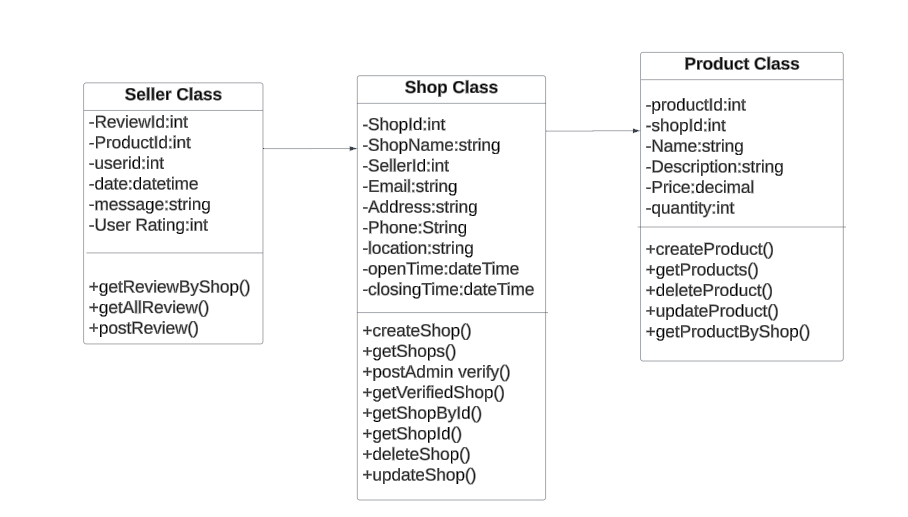 Seller Class
-ReviewId:int
-ProductId:int
-userid:int
-date:datetime
-message:string
-User Rating:int
+getReviewByShop()
+getAllReview()
+postReview()
Shop Class
-ShopId:int
-ShopName:string
-SellerId:int
-Email:string
-Address:string
-Phone:String
-location:string
-openTime:dateTime
-closingTime:dateTime
+createShop()
+getShops()
+postAdmin verify()
+getVerifiedShop()
+getShopById()
+getShopId()
+deleteShop()
+updateShop()
Product Class
-productId:int
-shopId:int
-Name:string
-Description:string
-Price:decimal
-quantity:int
+createProduct()
+getProducts()
+deleteProduct()
+updateProduct()
+getProductByShop()